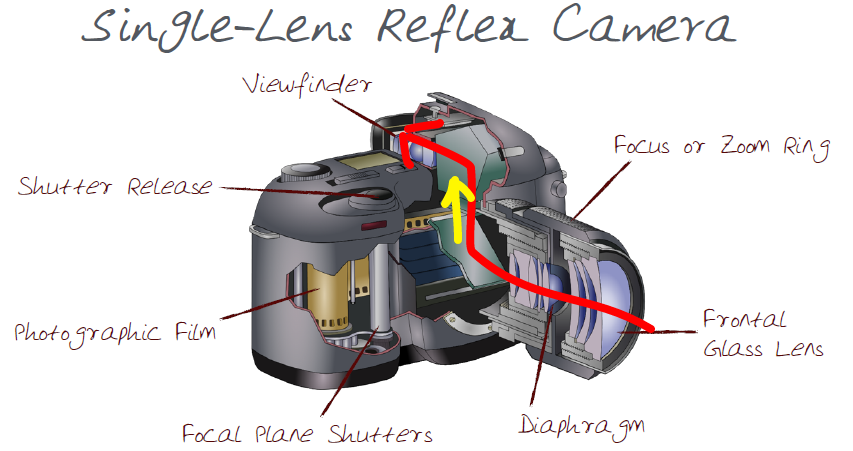 Single-Lens Reflex Camera
Viewfinder
Focus or Zoom Ring
Shutter Release
Photographic Film
Frontal
Glass Lens
Diaphragm
Focal Plane Shutters